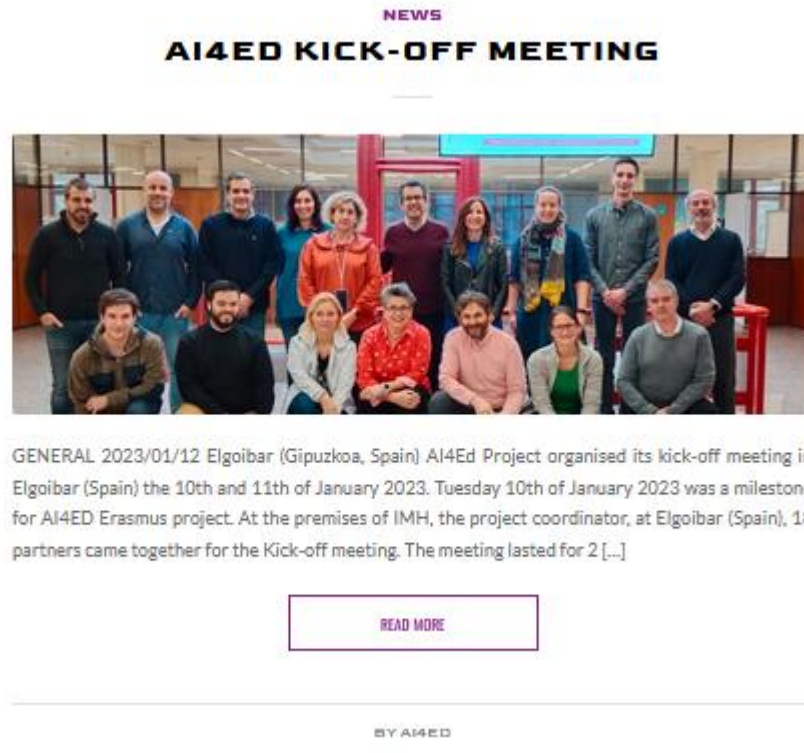 NEWS
AI4ED KICK-OFF MEETING
GENERAL 2023/01/12 Elgoibar (Gipuzkoa, Spain) AI4Ed Project organised its kick-off meeting
Elgoibar (Spain) the 10th and 11th of January 2023. Tuesday 10th of January 2023 was a
for AI4ED Erasmus project. At the premises of IMH, the project coordinator, at Elgoibar (Spain),
partners came together for the Kick-off meeting. The meeting lasted for 2 [...]
READ MORE
BY AI4ED